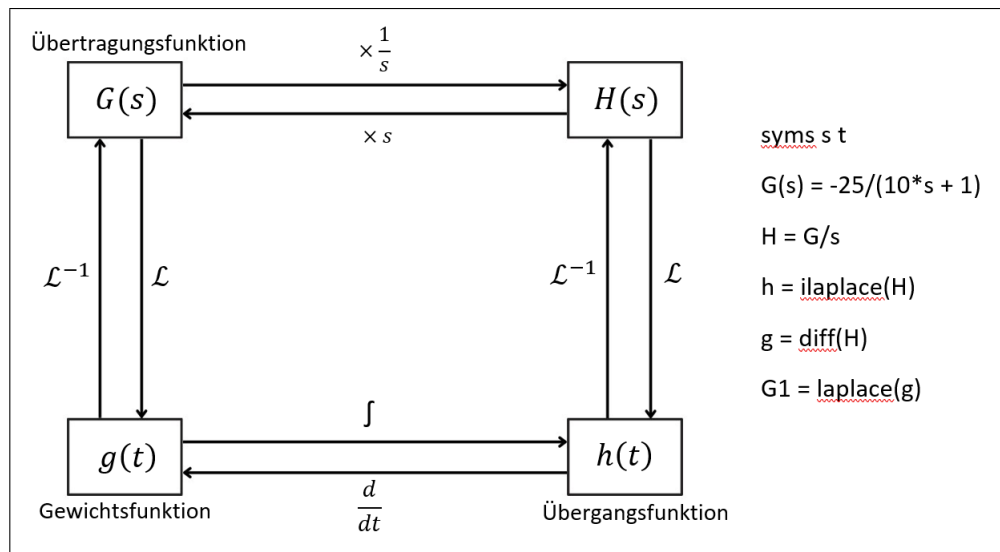 Übertragungsfunktion
× 1/s
G(s)
H(s)
× s
ℒ⁻¹
ℒ
ℒ⁻¹
ℒ
∫
g(t)
h(t)
d/dt
Gewichtsfunktion
Übergangsfunktion
syms s t
G(s) = -25/(10*s + 1)
H = G/s
h = ilaplace(H)
g = diff(H)
G1 = laplace(g)